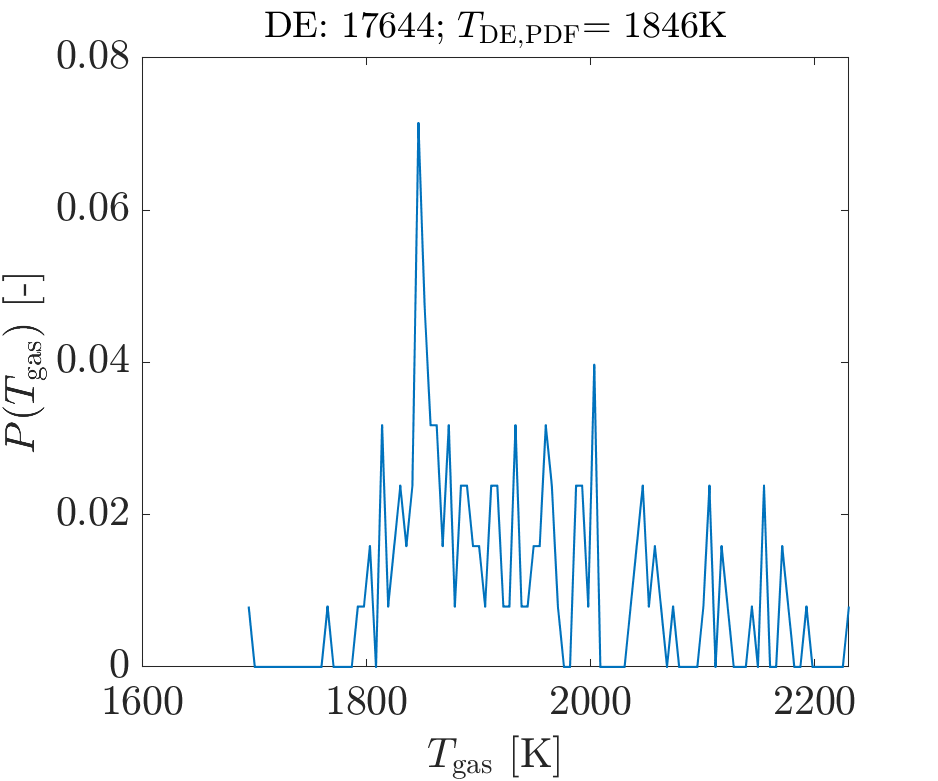 DE: 17644; T_DE,PDF= 1846K
0.08
0.06
0.04
0.02
0
P(T_gas) [-]
1600 1800 2000 2200
T_gas [K]